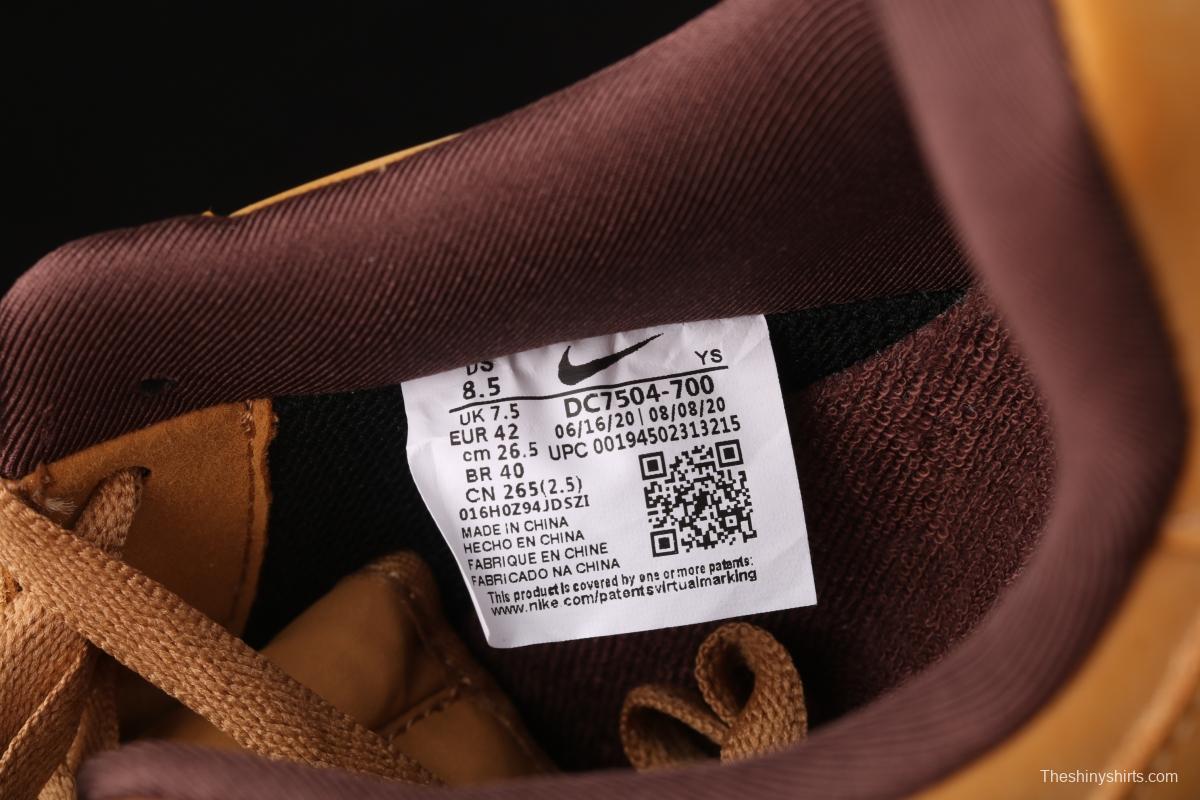 US YS
8.5
UK 7.5 DC7504-700
EUR 42 06/16/20 | 08/08/20
cm 26.5 UPC 00194502313215
BR 40
CN 265(2.5)
016H0Z94JDSZI
MADE IN CHINA
HECHO EN CHINA
FABRIQUE EN CHINE
FABRICADO NA CHINA
This product is covered by one or more patents:
www.nike.com/patentsvirtualmarking
Theshinyshirts.com